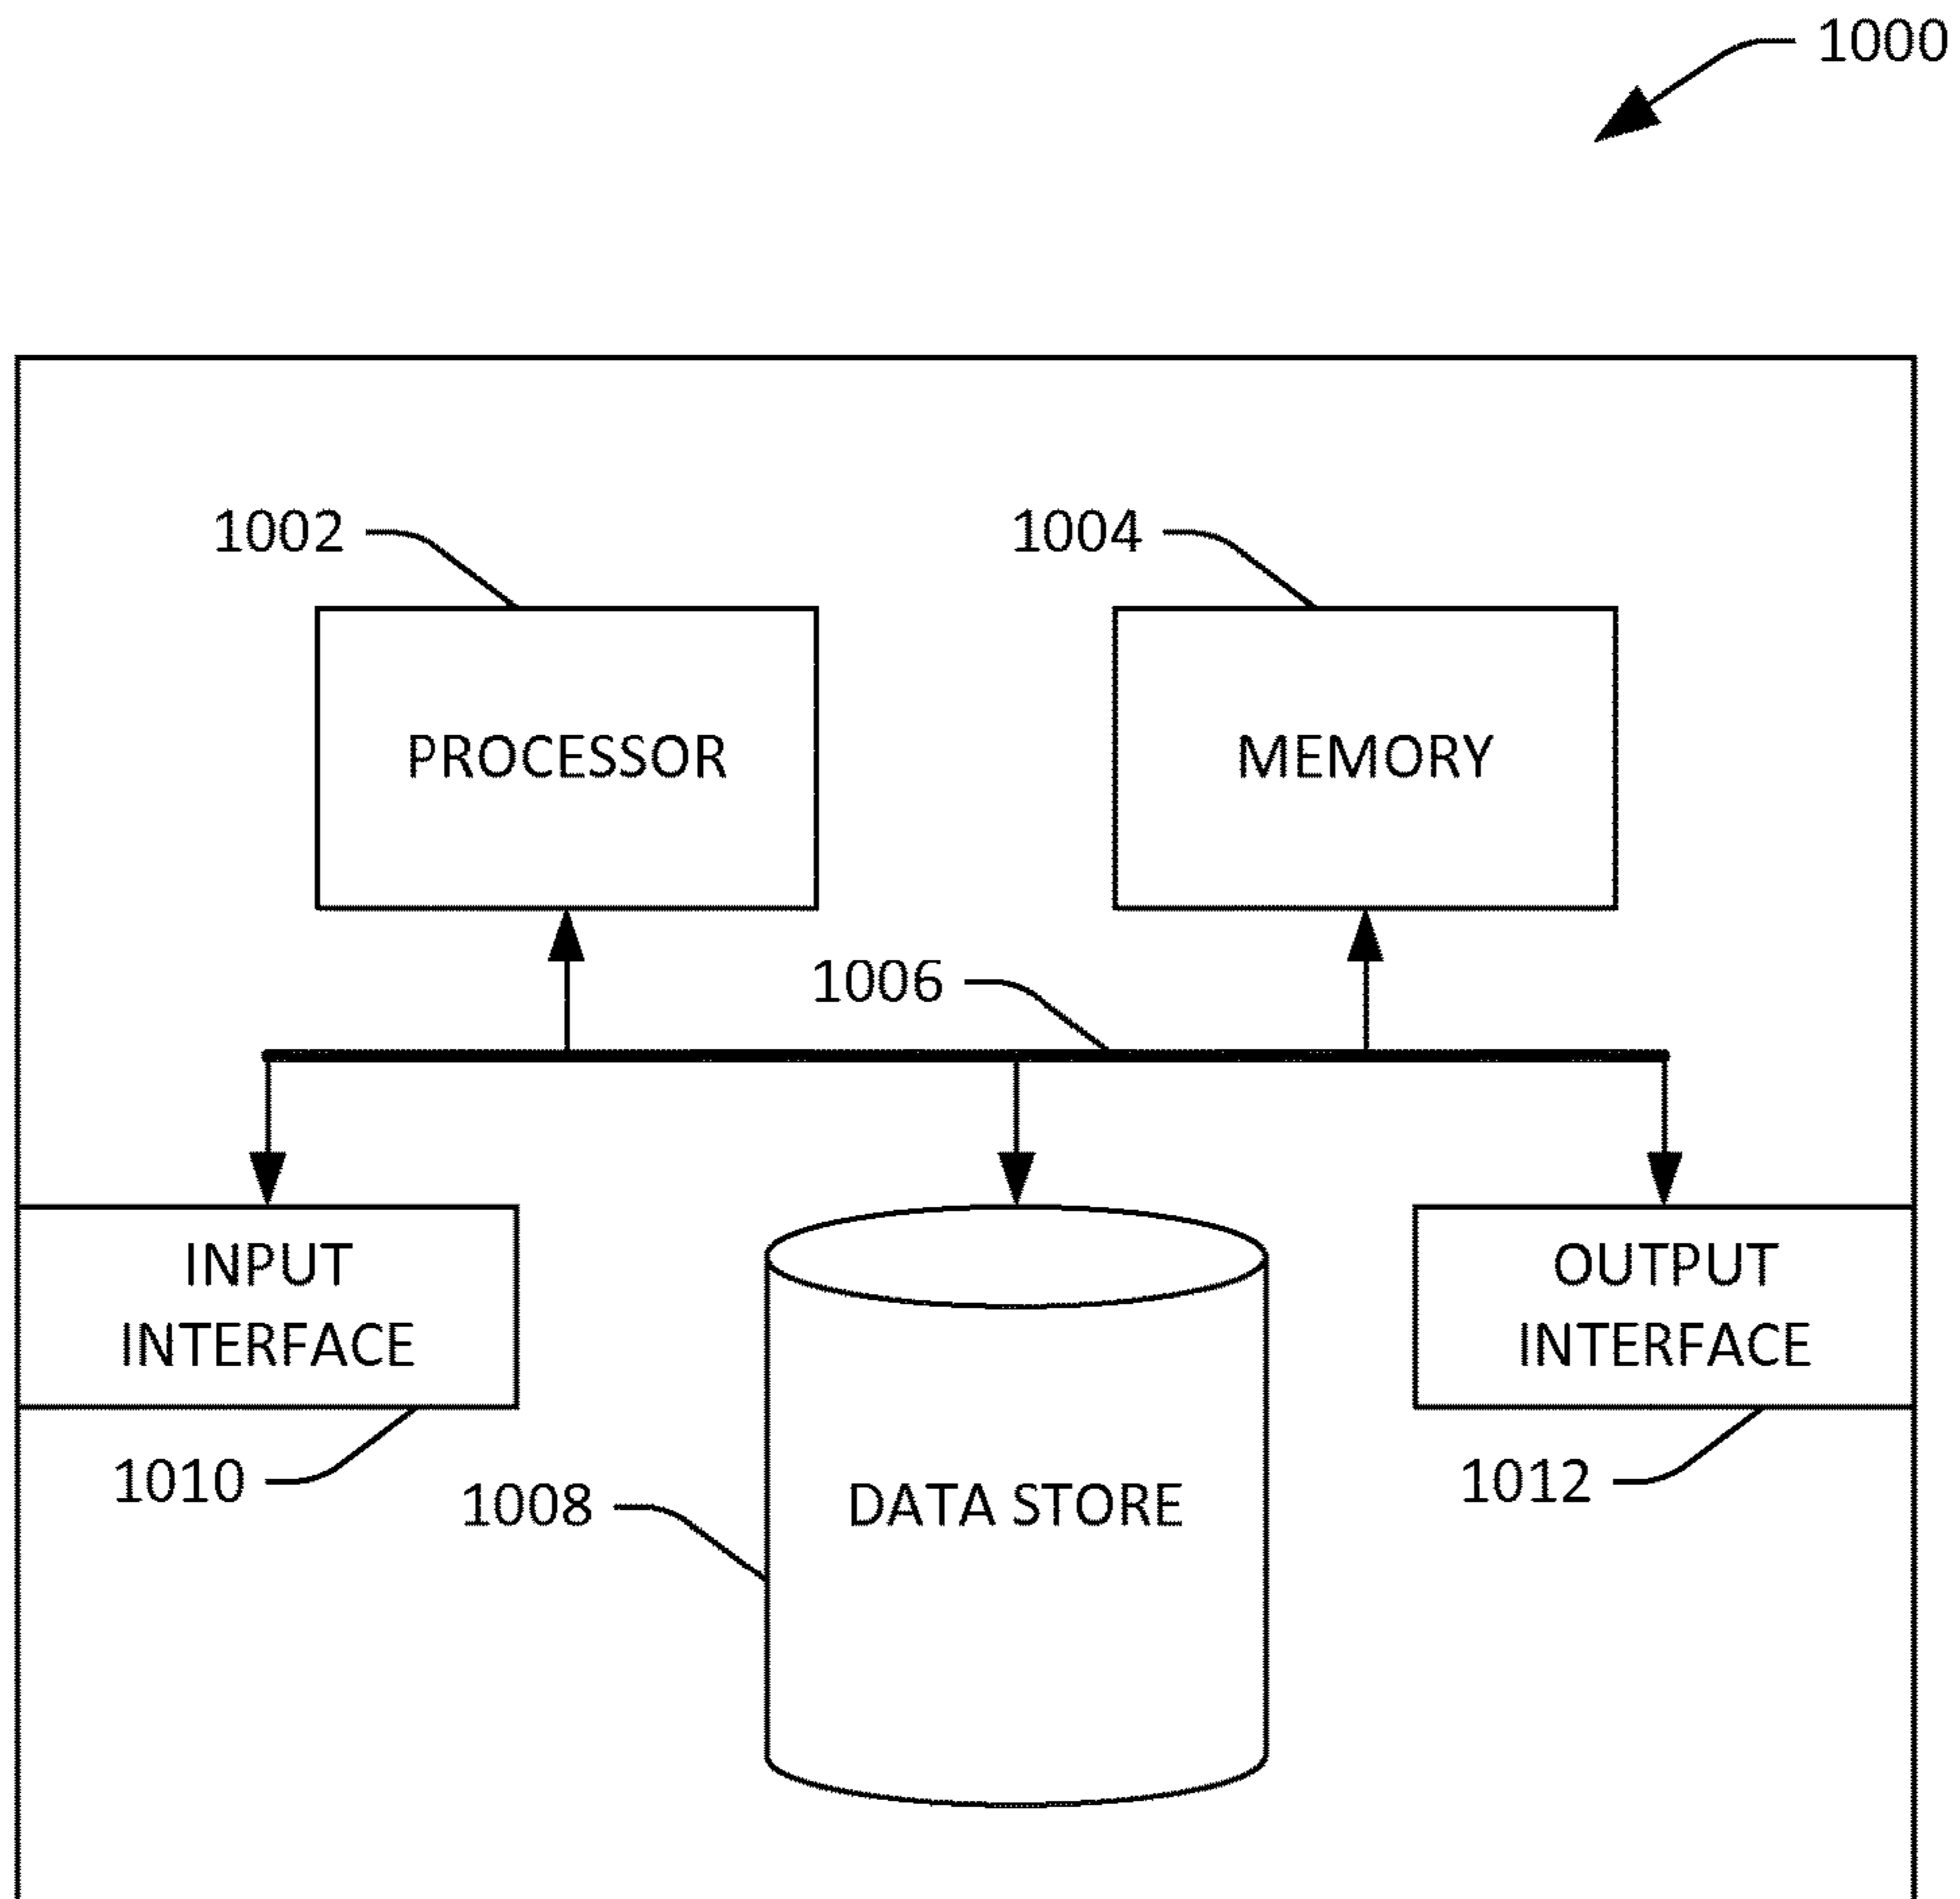 1000
1002
1004
PROCESSOR
MEMORY
1006
INPUT
INTERFACE
OUTPUT
INTERFACE
1010
1008
DATA STORE
1012